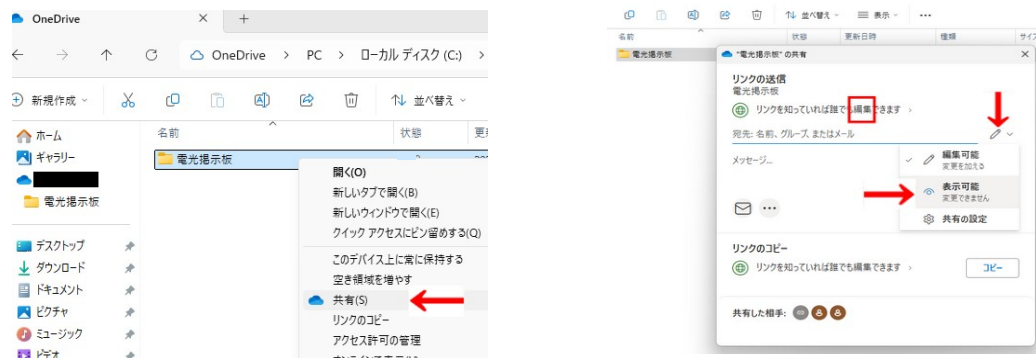 OneDrive
OneDrive > PC > ローカル ディスク (C:) >
新規作成
並べ替え
ホーム
ギャラリー
電光掲示板
デスクトップ
ダウンロード
ドキュメント
ピクチャ
ミュージック
ビデオ
名前 状態
電光掲示板
開く(O)
新しいタブで開く(B)
新しいウィンドウで開く(E)
クイック アクセスにピン留めする(Q)
このデバイス上に常に保持する
空き領域を増やす
共有(S)
リンクのコピー
アクセス許可の管理
並べ替え 表示
名前 状態 更新日時 種類 サイズ
電光掲示板
"電光掲示板" の共有
リンクの送信
電光掲示板
リンクを知っていれば誰でも編集できます
宛先: 名前、グループ、またはメール
メッセージ...
編集可能
変更を加える
表示可能
変更できません
共有の設定
リンクのコピー
リンクを知っていれば誰でも編集できます
コピー
共有した相手: